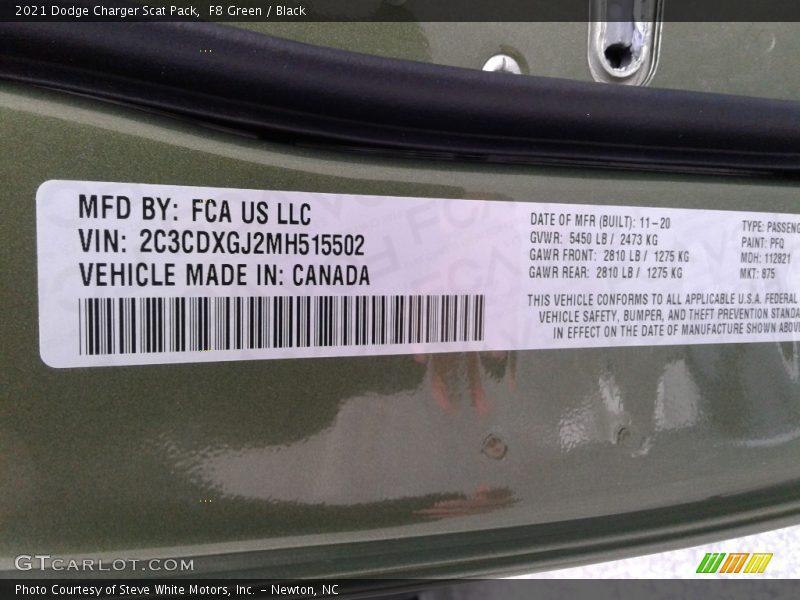 2021 Dodge Charger Scat Pack, F8 Green / Black
MFD BY: FCA US LLC
VIN: 2C3CDXGJ2MH515502
VEHICLE MADE IN: CANADA
DATE OF MFR (BUILT): 11-20
GVWR: 5450 LB / 2473 KG
GAWR FRONT: 2810 LB / 1275 KG
GAWR REAR: 2810 LB / 1275 KG
TYPE: PASSENG
PAINT: PFQ
MDH: 112821
MKT: 875
THIS VEHICLE CONFORMS TO ALL APPLICABLE U.S.A. FEDERAL
VEHICLE SAFETY, BUMPER, AND THEFT PREVENTION STANDA
IN EFFECT ON THE DATE OF MANUFACTURE SHOWN ABOV
GTCARLOT.COM
Photo Courtesy of Steve White Motors, Inc. – Newton, NC